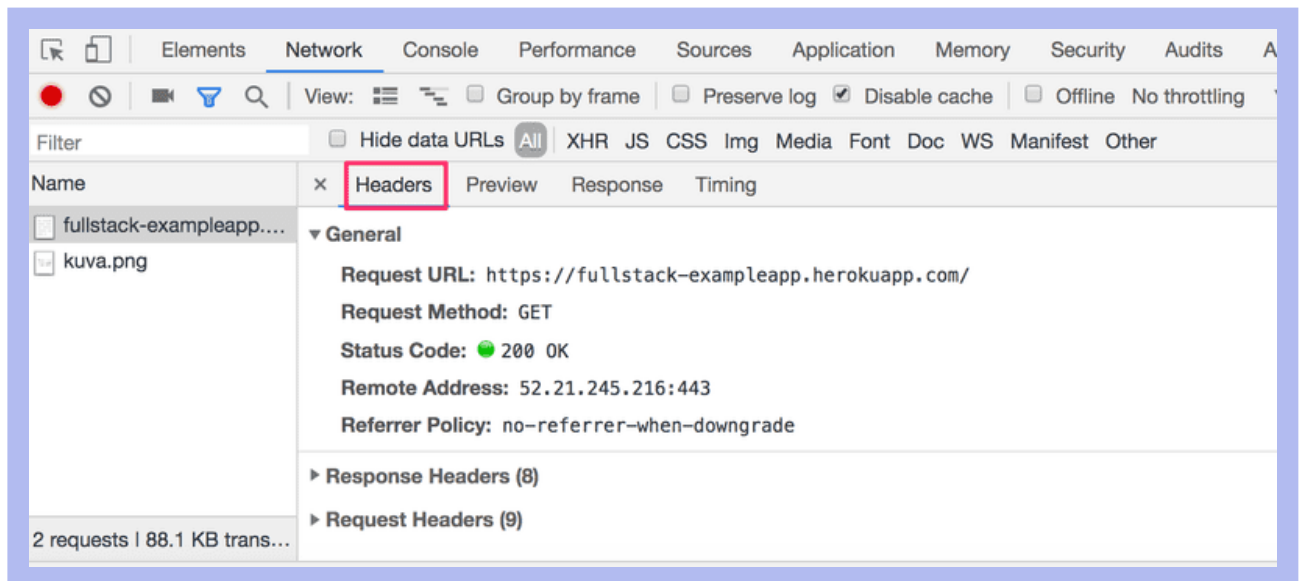 Elements Network Console Performance Sources Application Memory Security Audits A
View: Group by frame Preserve log Disable cache Offline No throttling
Filter Hide data URLs All XHR JS CSS Img Media Font Doc WS Manifest Other
Name × Headers Preview Response Timing
fullstack-exampleapp....
kuva.png
▼ General
Request URL: https://fullstack-exampleapp.herokuapp.com/
Request Method: GET
Status Code: 200 OK
Remote Address: 52.21.245.216:443
Referrer Policy: no-referrer-when-downgrade
▶ Response Headers (8)
▶ Request Headers (9)
2 requests | 88.1 KB trans...